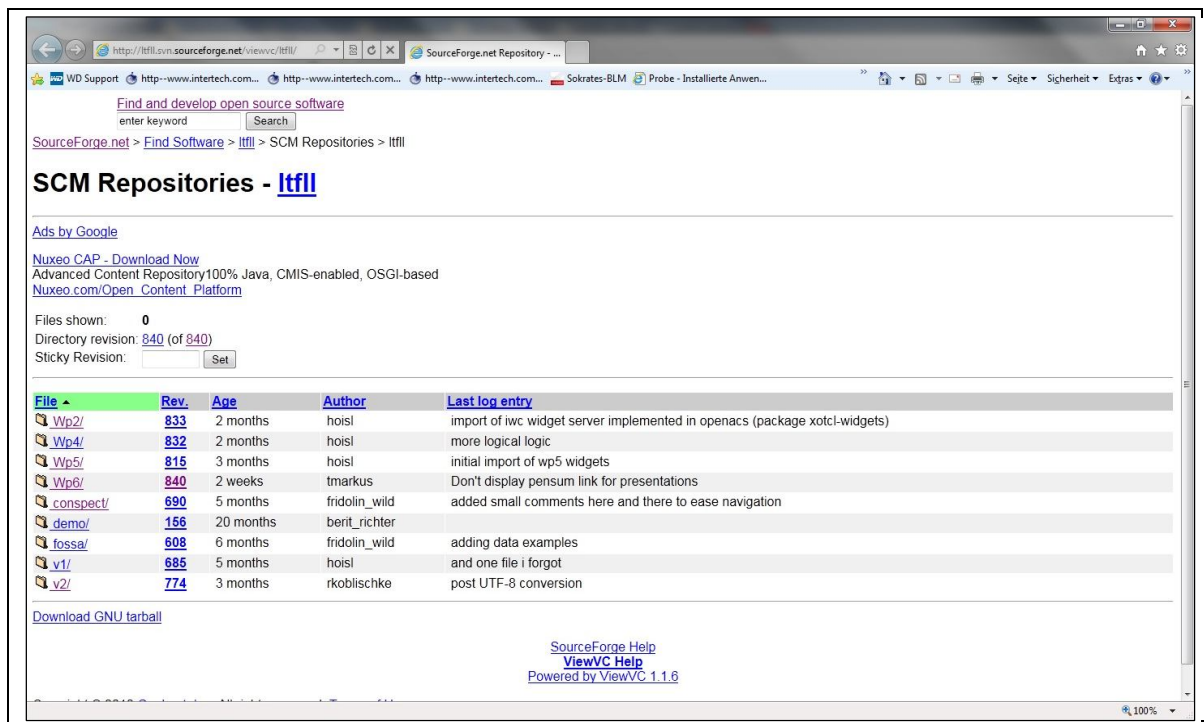 http://ltfll.svn.sourceforge.net/viewvc/ltfll/
SourceForge.net Repository - ...
WD Support http--www.intertech.com... http--www.intertech.com... http--www.intertech.com... Sokrates-BLM Probe - Installierte Anwen... Seite Sicherheit Extras
Find and develop open source software
enter keyword Search
SourceForge.net > Find Software > ltfll > SCM Repositories > ltfll
SCM Repositories - ltfll
Ads by Google
Nuxeo CAP - Download Now
Advanced Content Repository100% Java, CMIS-enabled, OSGI-based
Nuxeo.com/Open_Content_Platform
Files shown: 0
Directory revision: 840 (of 840)
Sticky Revision: Set
File Rev. Age Author Last log entry
Wp2/ 833 2 months hoisl import of iwc widget server implemented in openacs (package xotcl-widgets)
Wp4/ 832 2 months hoisl more logical logic
Wp5/ 815 3 months hoisl initial import of wp5 widgets
Wp6/ 840 2 weeks tmarkus Don't display pensum link for presentations
conspect/ 690 5 months fridolin_wild added small comments here and there to ease navigation
demo/ 156 20 months berit_richter
fossa/ 608 6 months fridolin_wild adding data examples
v1/ 685 5 months hoisl and one file i forgot
v2/ 774 3 months rkoblischke post UTF-8 conversion
Download GNU tarball
SourceForge Help
ViewVC Help
Powered by ViewVC 1.1.6
100%